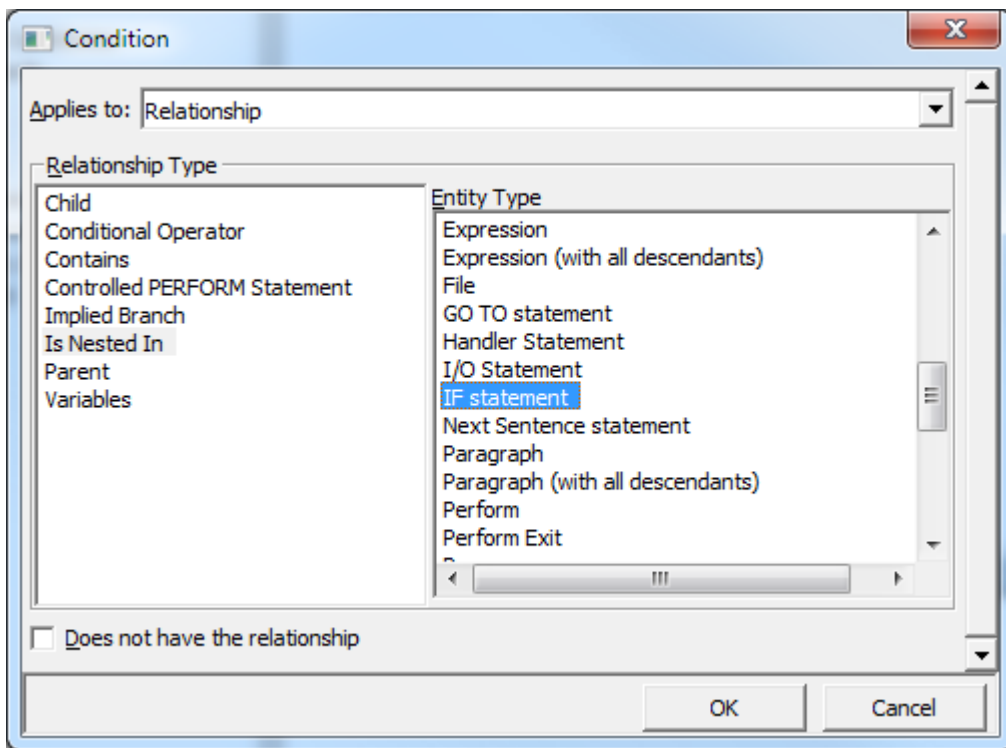 Condition
Applies to: Relationship
Relationship Type
Child
Conditional Operator
Contains
Controlled PERFORM Statement
Implied Branch
Is Nested In
Parent
Variables
Entity Type
Expression
Expression (with all descendants)
File
GO TO statement
Handler Statement
I/O Statement
IF statement
Next Sentence statement
Paragraph
Paragraph (with all descendants)
Perform
Perform Exit
Does not have the relationship
OK Cancel